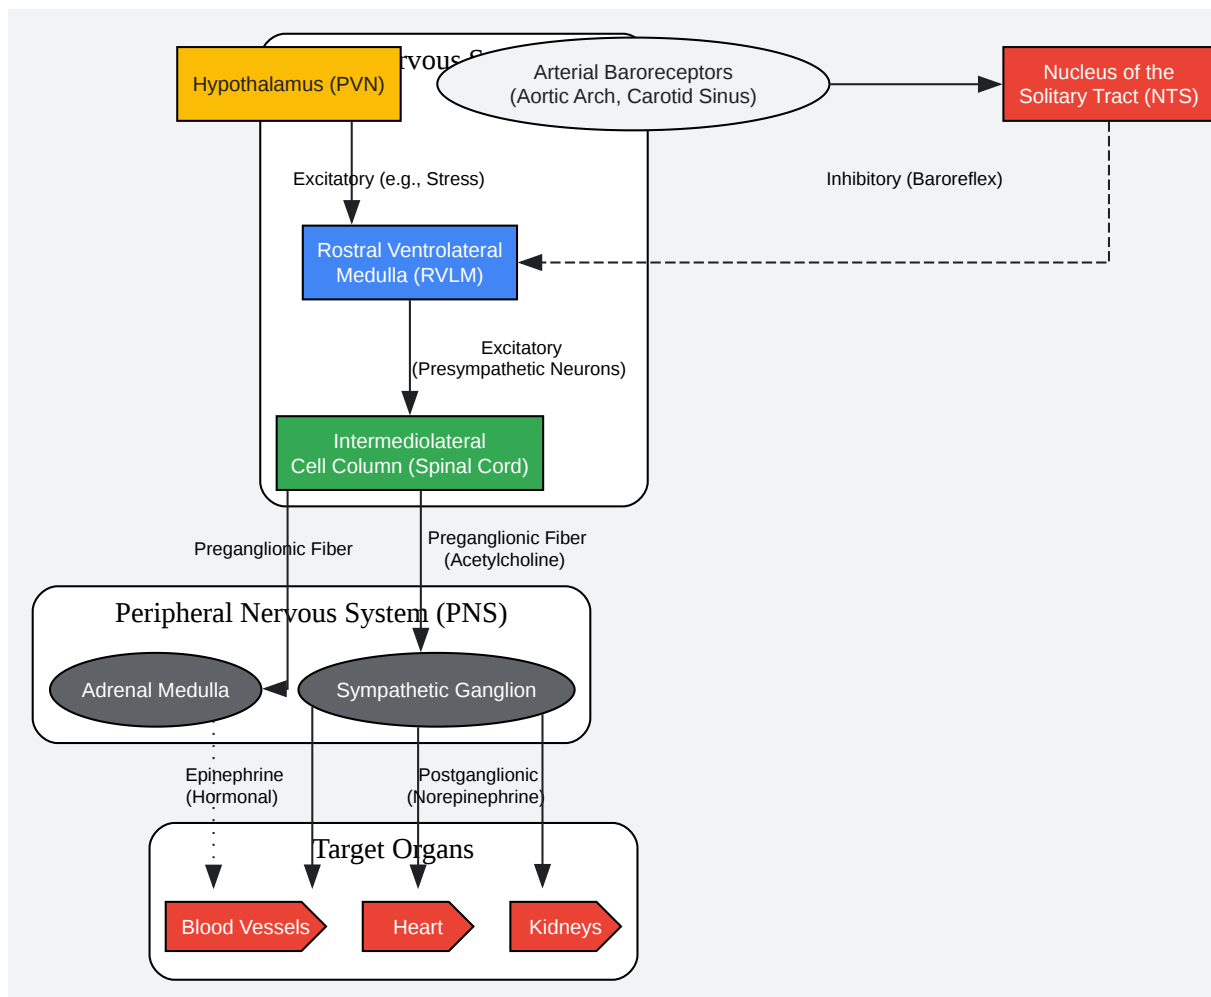 Hypothalamus (PVN)
Arterial Baroreceptors
(Aortic Arch, Carotid Sinus)
Nucleus of the
Solitary Tract (NTS)
Excitatory (e.g., Stress)
Inhibitory (Baroreflex)
Rostral Ventrolateral
Medulla (RVLM)
Excitatory
(Presympathetic Neurons)
Intermediolateral
Cell Column (Spinal Cord)
Preganglionic Fiber
Preganglionic Fiber
(Acetylcholine)
Peripheral Nervous System (PNS)
Adrenal Medulla
Sympathetic Ganglion
Epinephrine
(Hormonal)
Postganglionic
(Norepinephrine)
Target Organs
Blood Vessels
Heart
Kidneys